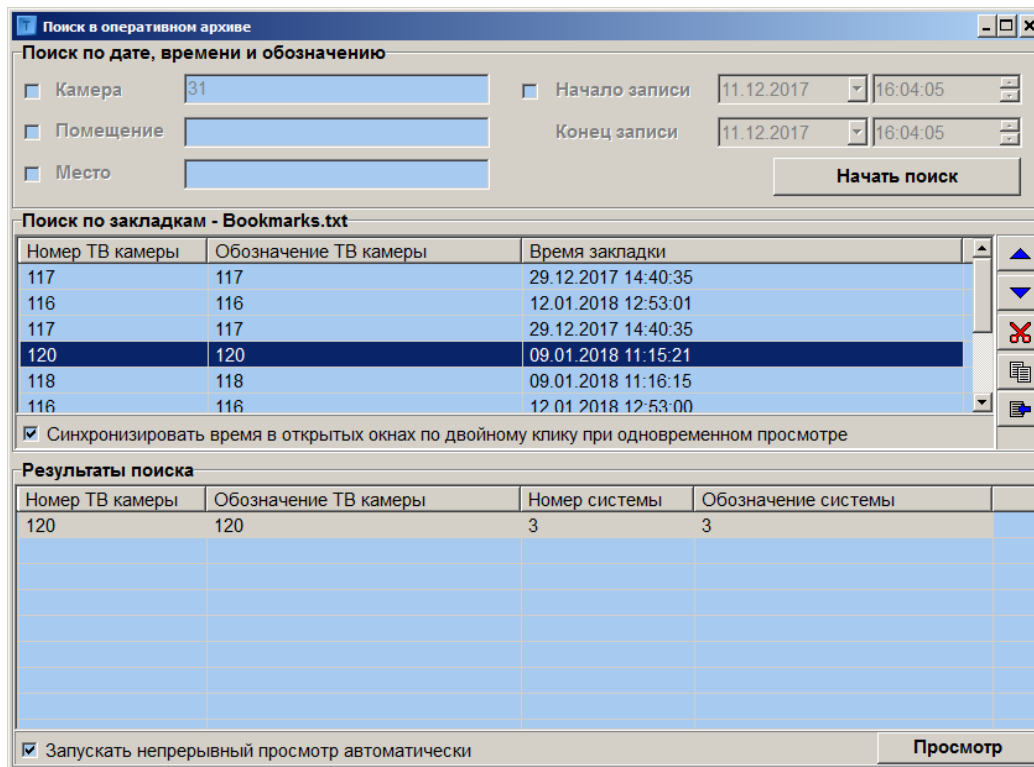 Поиск в оперативном архиве
Поиск по дате, времени и обозначению
Камера 31 Начало записи 11.12.2017 16:04:05
Помещение Конец записи 11.12.2017 16:04:05
Место Начать поиск
Поиск по закладкам - Bookmarks.txt
Номер ТВ камеры Обозначение ТВ камеры Время закладки
117 117 29.12.2017 14:40:35
116 116 12.01.2018 12:53:01
117 117 29.12.2017 14:40:35
120 120 09.01.2018 11:15:21
118 118 09.01.2018 11:16:15
116 116 12.01.2018 12:53:00
Синхронизировать время в открытых окнах по двойному клику при одновременном просмотре
Результаты поиска
Номер ТВ камеры Обозначение ТВ камеры Номер системы Обозначение системы
120 120 3 3
Запускать непрерывный просмотр автоматически Просмотр